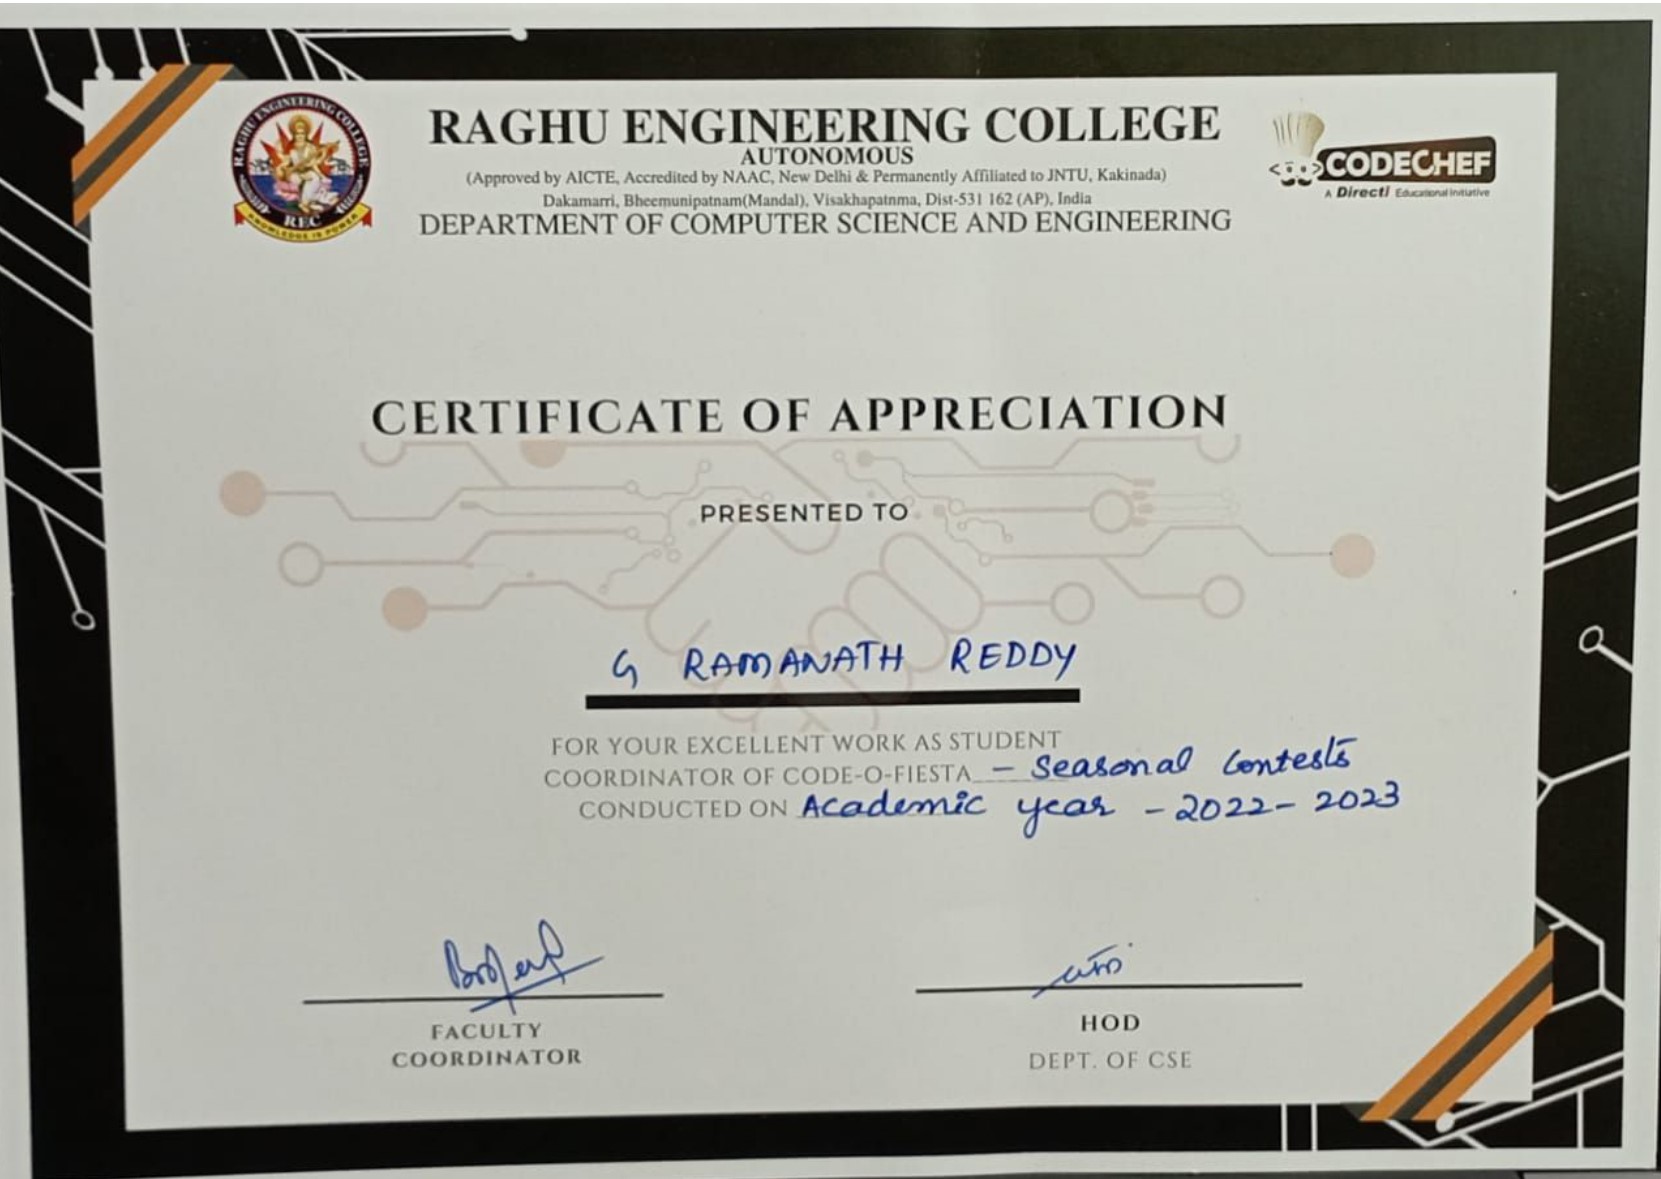 RAGHU ENGINEERING COLLEGE
AUTONOMOUS
(Approved by AICTE, Accredited by NAAC, New Delhi & Permanently Affiliated to JNTU, Kakinada)
Dakamarri, Bheemunipatnam(Mandal), Visakhapatnma, Dist-531 162 (AP), India
DEPARTMENT OF COMPUTER SCIENCE AND ENGINEERING
RAGHU ENGINEERING COLLEGE
REC
KNOWLEDGE IS POWER
CODECHEF
A Directi Educational Initiative
CERTIFICATE OF APPRECIATION
PRESENTED TO
G RAMANATH REDDY
FOR YOUR EXCELLENT WORK AS STUDENT
COORDINATOR OF CODE-O-FIESTA - Seasonal Contests
CONDUCTED ON Academic year - 2022- 2023
FACULTY
COORDINATOR
HOD
DEPT. OF CSE